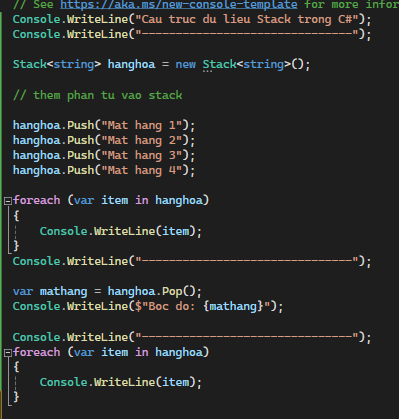 // See https://aka.ms/new-console-template for more infor
Console.WriteLine("Cau truc du lieu Stack trong C#");
Console.WriteLine("-------------------------------");
Stack<string> hanghoa = new Stack<string>();
// them phan tu vao stack
hanghoa.Push("Mat hang 1");
hanghoa.Push("Mat hang 2");
hanghoa.Push("Mat hang 3");
hanghoa.Push("Mat hang 4");
foreach (var item in hanghoa)
{
    Console.WriteLine(item);
}
Console.WriteLine("-------------------------------");
var mathang = hanghoa.Pop();
Console.WriteLine($"Boc do: {mathang}");
Console.WriteLine("-------------------------------");
foreach (var item in hanghoa)
{
    Console.WriteLine(item);
}